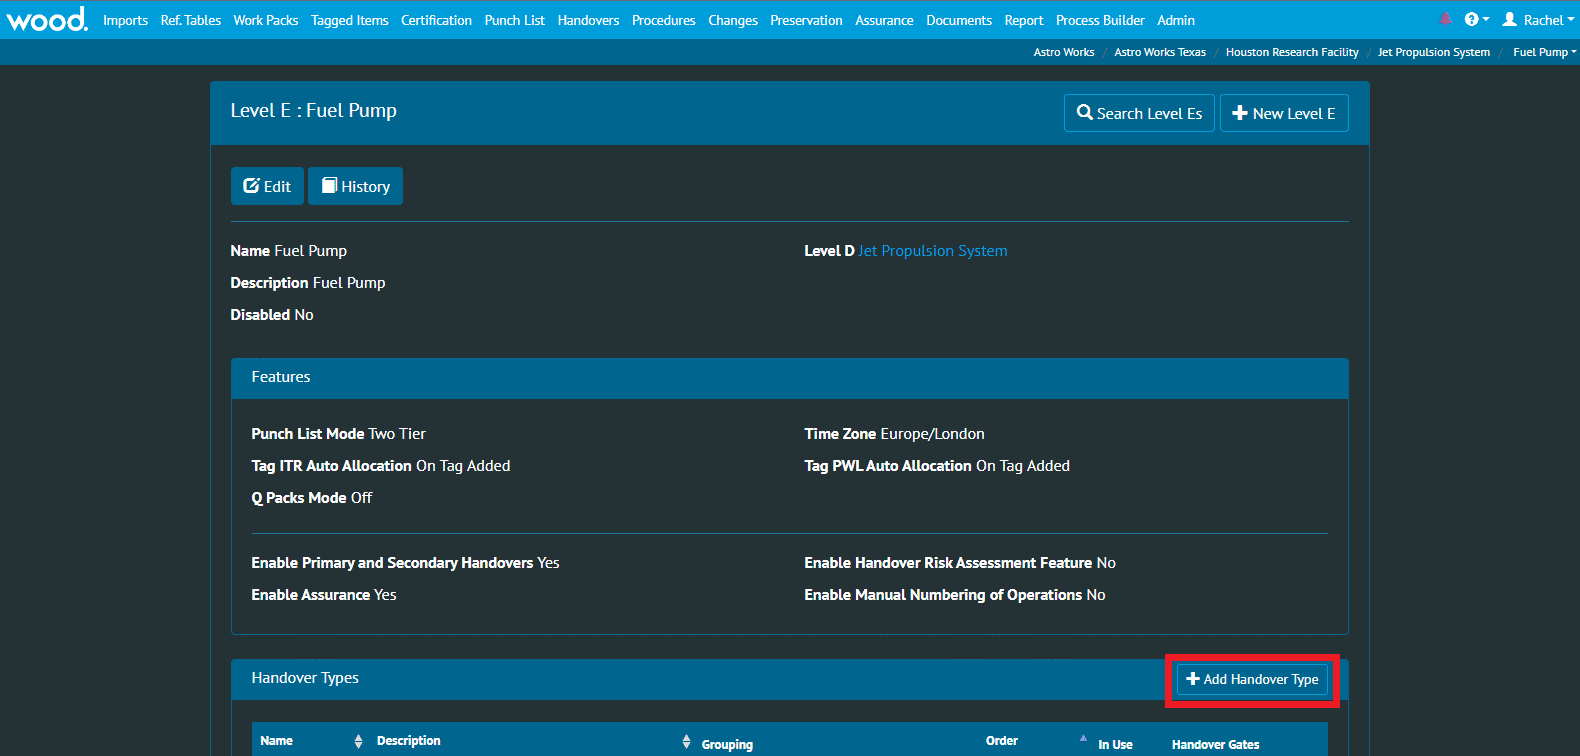 wood. Imports Ref. Tables Work Packs Tagged Items Certification Punch List Handovers Procedures Changes Preservation Assurance Documents Report Process Builder Admin Rachel
Astro Works / Astro Works Texas / Houston Research Facility / Jet Propulsion System / Fuel Pump
Level E : Fuel Pump Search Level Es New Level E
Edit History
Name Fuel Pump Level D Jet Propulsion System
Description Fuel Pump
Disabled No
Features
Punch List Mode Two Tier Time Zone Europe/London
Tag ITR Auto Allocation On Tag Added Tag PWL Auto Allocation On Tag Added
Q Packs Mode Off
Enable Primary and Secondary Handovers Yes Enable Handover Risk Assessment Feature No
Enable Assurance Yes Enable Manual Numbering of Operations No
Handover Types Add Handover Type
Name Description Grouping Order In Use Handover Gates